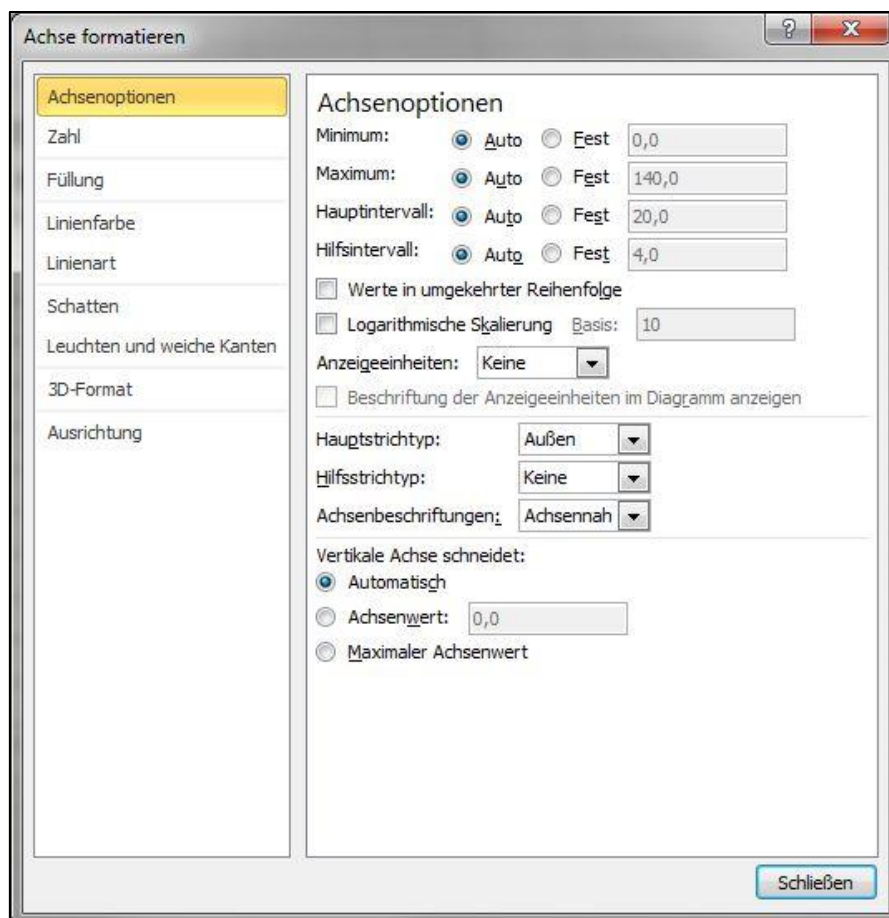 Achse formatieren
Achsenoptionen
Zahl
Füllung
Linienfarbe
Linienart
Schatten
Leuchten und weiche Kanten
3D-Format
Ausrichtung
Achsenoptionen
Minimum: Auto Fest 0,0
Maximum: Auto Fest 140,0
Hauptintervall: Auto Fest 20,0
Hilfsintervall: Auto Fest 4,0
Werte in umgekehrter Reihenfolge
Logarithmische Skalierung Basis: 10
Anzeigeeinheiten: Keine
Beschriftung der Anzeigeeinheiten im Diagramm anzeigen
Hauptstrichtyp: Außen
Hilfsstrichtyp: Keine
Achsenbeschriftungen: Achsennah
Vertikale Achse schneidet:
Automatisch
Achsenwert: 0,0
Maximaler Achsenwert
Schließen